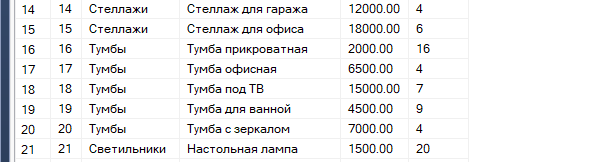 14 14 Стеллажи Стеллаж для гаража 12000.00 4
15 15 Стеллажи Стеллаж для офиса 18000.00 6
16 16 Тумбы Тумба прикроватная 2000.00 16
17 17 Тумбы Тумба офисная 6500.00 4
18 18 Тумбы Тумба под ТВ 15000.00 7
19 19 Тумбы Тумба для ванной 4500.00 9
20 20 Тумбы Тумба с зеркалом 7000.00 4
21 21 Светильники Настольная лампа 1500.00 20